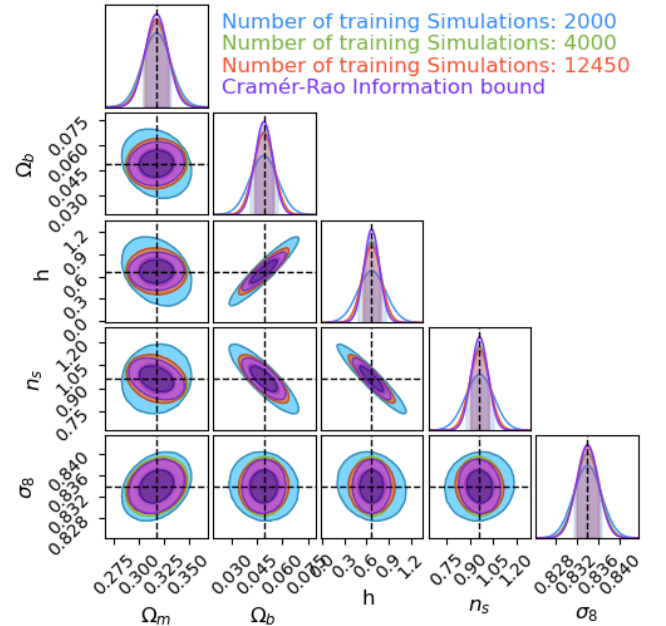 Number of training Simulations: 2000
Number of training Simulations: 4000
Number of training Simulations: 12450
Cramér-Rao Information bound
Ω_b
0.075
0.060
0.045
0.030
h
1.2
0.9
0.6
0.3
0.0
n_s
1.20
1.05
0.90
0.75
σ_8
0.840
0.836
0.832
0.828
0.275 0.300 0.325 0.350 0.030 0.045 0.060 0.075 0.0 0.3 0.6 0.9 1.2 0.75 0.90 1.05 1.20 0.828 0.832 0.836 0.840
Ω_m Ω_b h n_s σ_8